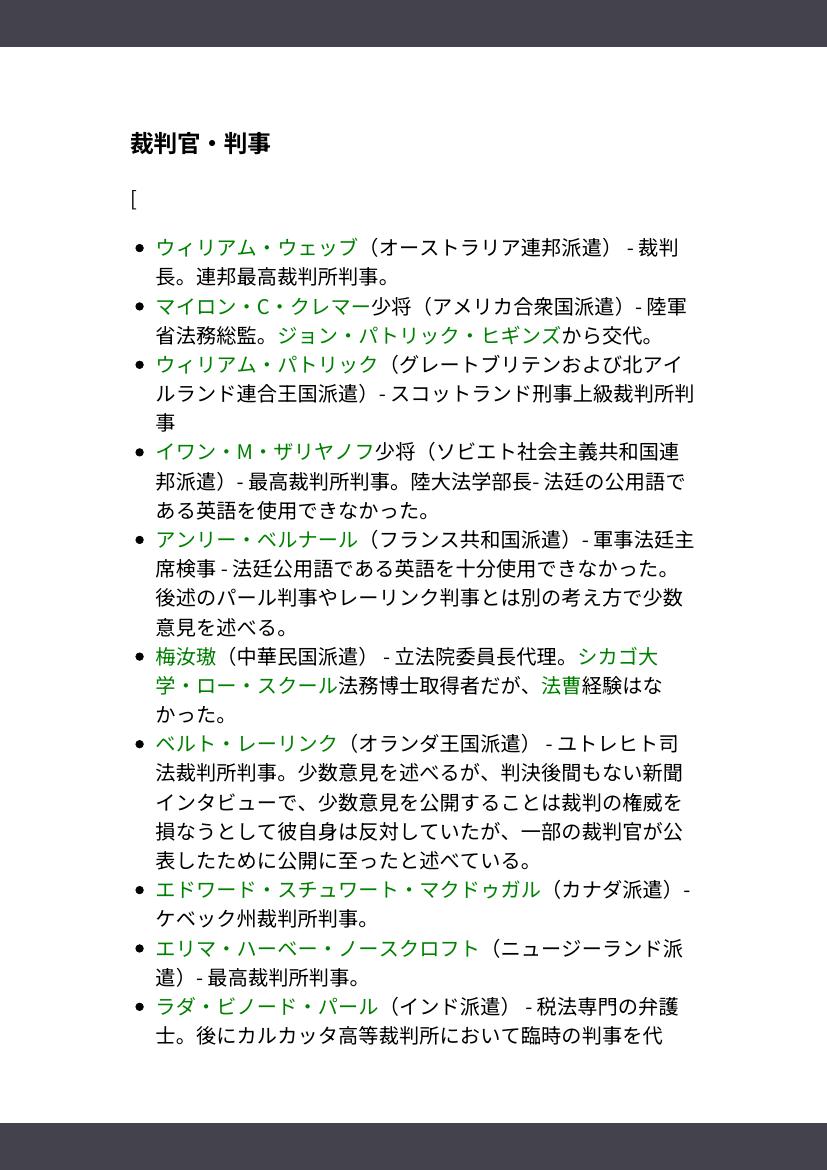 裁判官・判事
[
• ウィリアム・ウェッブ（オーストラリア連邦派遣） - 裁判
長。連邦最高裁判所判事。
• マイロン・C・クレマー少将（アメリカ合衆国派遣）- 陸軍
省法務総監。ジョン・パトリック・ヒギンズから交代。
• ウィリアム・パトリック（グレートブリテンおよび北アイ
ルランド連合王国派遣）- スコットランド刑事上級裁判所判
事
• イワン・M・ザリヤノフ少将（ソビエト社会主義共和国連
邦派遣）- 最高裁判所判事。陸大法学部長- 法廷の公用語で
ある英語を使用できなかった。
• アンリー・ベルナール（フランス共和国派遣）- 軍事法廷主
席検事 - 法廷公用語である英語を十分使用できなかった。
後述のパール判事やレーリンク判事とは別の考え方で少数
意見を述べる。
• 梅汝璈（中華民国派遣） - 立法院委員長代理。シカゴ大
学・ロー・スクール法務博士取得者だが、法曹経験はな
かった。
• ベルト・レーリンク（オランダ王国派遣） - ユトレヒト司
法裁判所判事。少数意見を述べるが、判決後間もない新聞
インタビューで、少数意見を公開することは裁判の権威を
損なうとして彼自身は反対していたが、一部の裁判官が公
表したために公開に至ったと述べている。
• エドワード・スチュワート・マクドゥガル（カナダ派遣）-
ケベック州裁判所判事。
• エリマ・ハーベー・ノースクロフト（ニュージーランド派
遣）- 最高裁判所判事。
• ラダ・ビノード・パール（インド派遣） - 税法専門の弁護
士。後にカルカッタ高等裁判所において臨時の判事を代